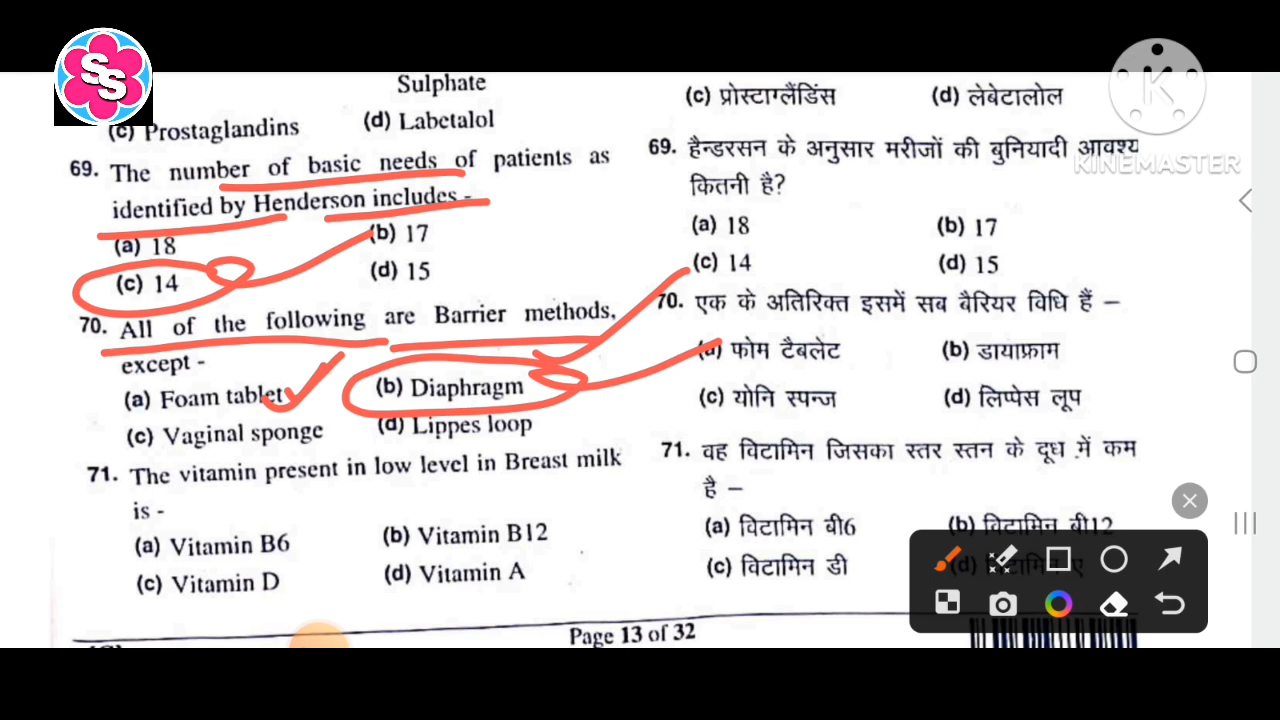 SS
KINEMASTER
Sulphate
(c) Prostaglandins
(d) Labetalol
69. The number of basic needs of patients as
identified by Henderson includes -
(a) 18
(b) 17
(c) 14
(d) 15
70. All of the following are Barrier methods,
except -
(a) Foam tablet
(b) Diaphragm
(c) Vaginal sponge
(d) Lippes loop
71. The vitamin present in low level in Breast milk
is -
(a) Vitamin B6
(b) Vitamin B12
(c) Vitamin D
(d) Vitamin A
(c) प्रोस्टाग्लैंडिंस
(d) लेबेटालोल
69. हैन्डरसन के अनुसार मरीजों की बुनियादी आवश्य
कितनी है?
(a) 18
(b) 17
(c) 14
(d) 15
70. एक के अतिरिक्त इसमें सब बैरियर विधि हैं –
(a) फोम टैबलेट
(b) डायाफ्राम
(c) योनि स्पन्ज
(d) लिप्पेस लूप
71. वह विटामिन जिसका स्तर स्तन के दूध में कम
है –
(a) विटामिन बी6
(b) विटामिन बी12
(c) विटामिन डी
(d) विटामिन ए
Page 13 of 32